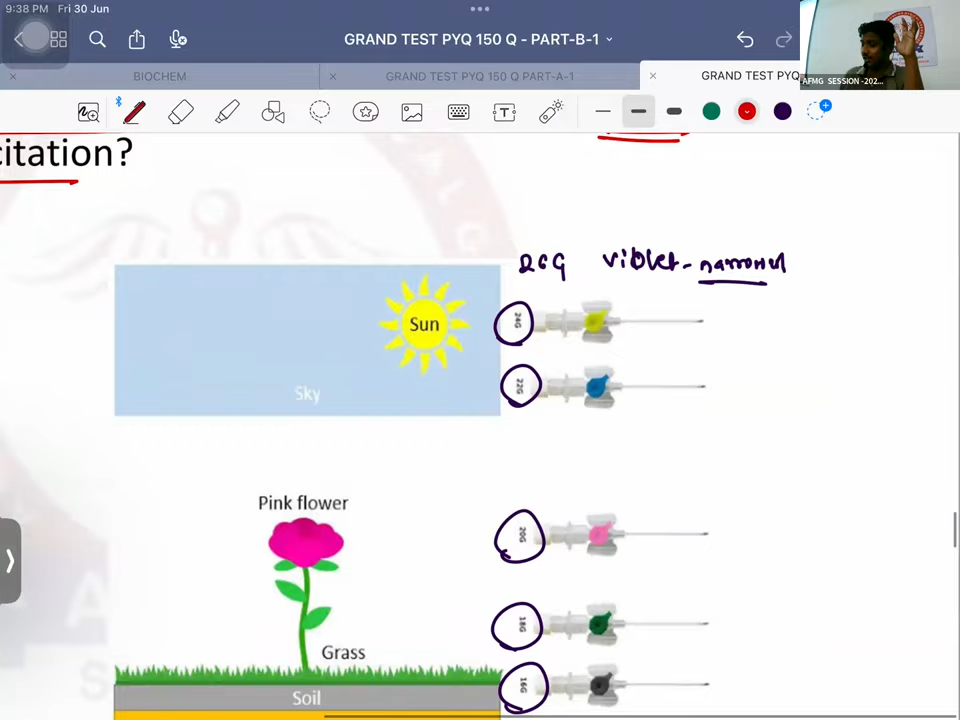 9:38 PM Fri 30 Jun
GRAND TEST PYQ 150 Q - PART-B-1
BIOCHEM
GRAND TEST PYQ 150 Q PART-A-1
GRAND TEST PYQ
AFMG SESSION -202...
citation?
26G violet - narrowest
Sun
24G
22G
Sky
Pink flower
20G
18G
Grass
16G
Soil